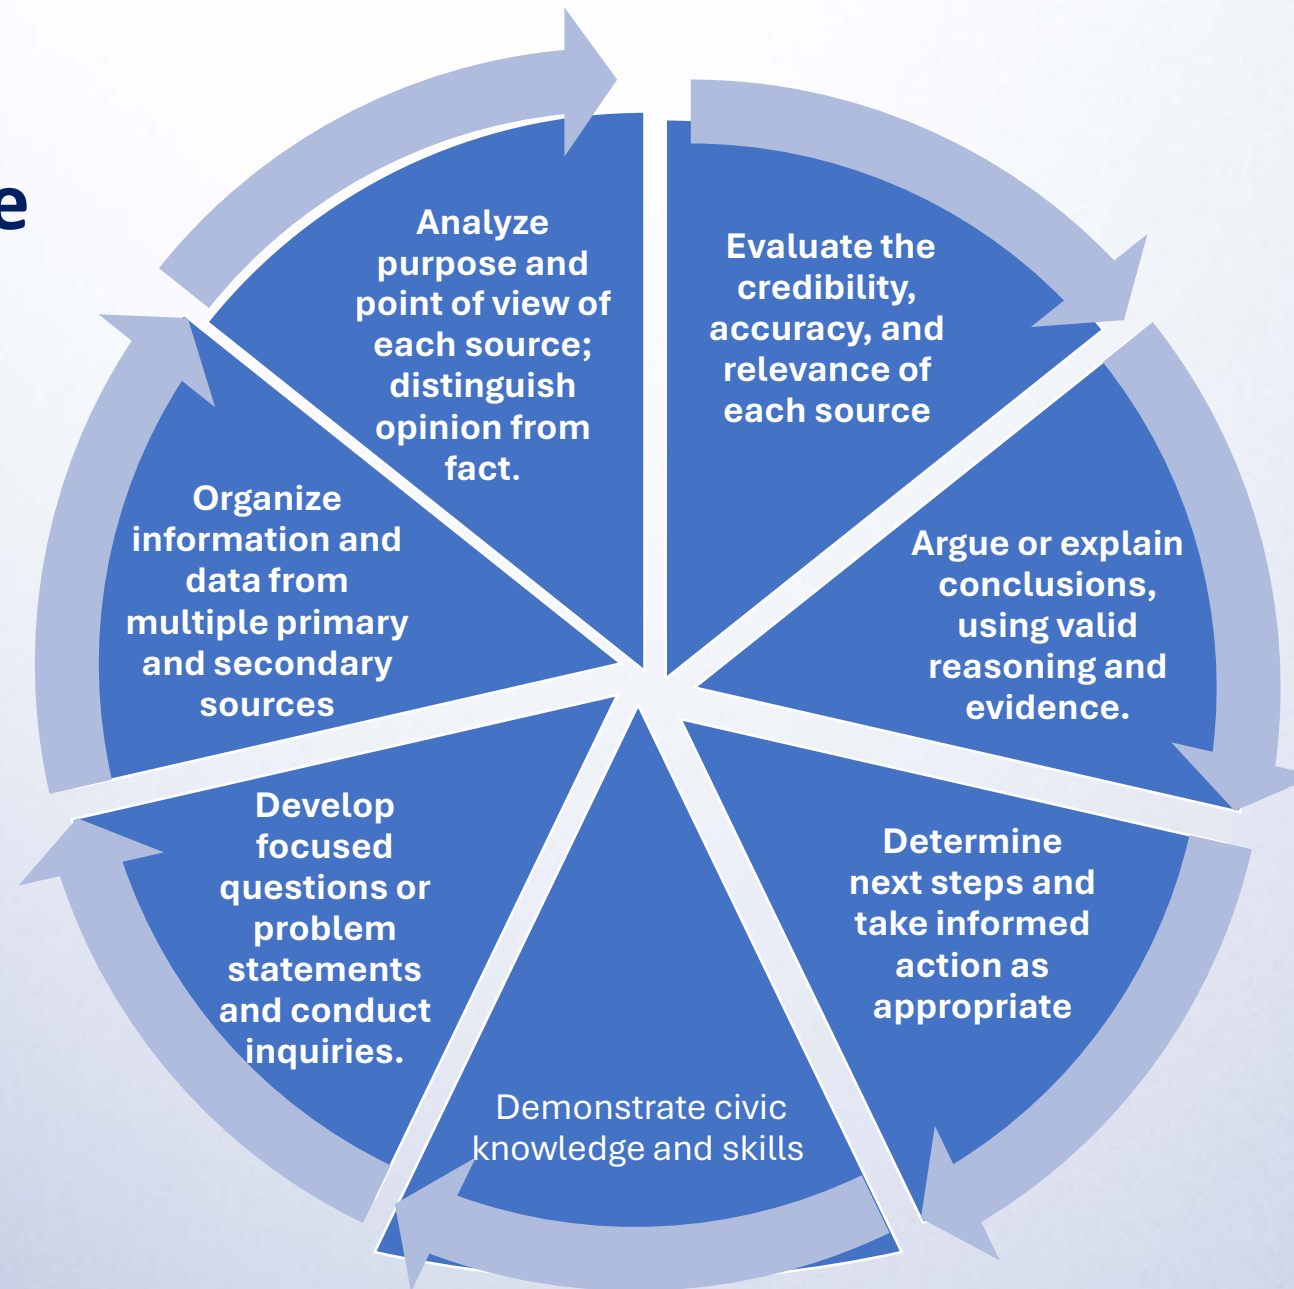 e
Analyze
purpose and
point of view of
each source;
distinguish
opinion from
fact.
Evaluate the
credibility,
accuracy, and
relevance of
each source
Argue or explain
conclusions,
using valid
reasoning and
evidence.
Determine
next steps and
take informed
action as
appropriate
Demonstrate civic
knowledge and skills
Develop
focused
questions or
problem
statements
and conduct
inquiries.
Organize
information and
data from
multiple primary
and secondary
sources